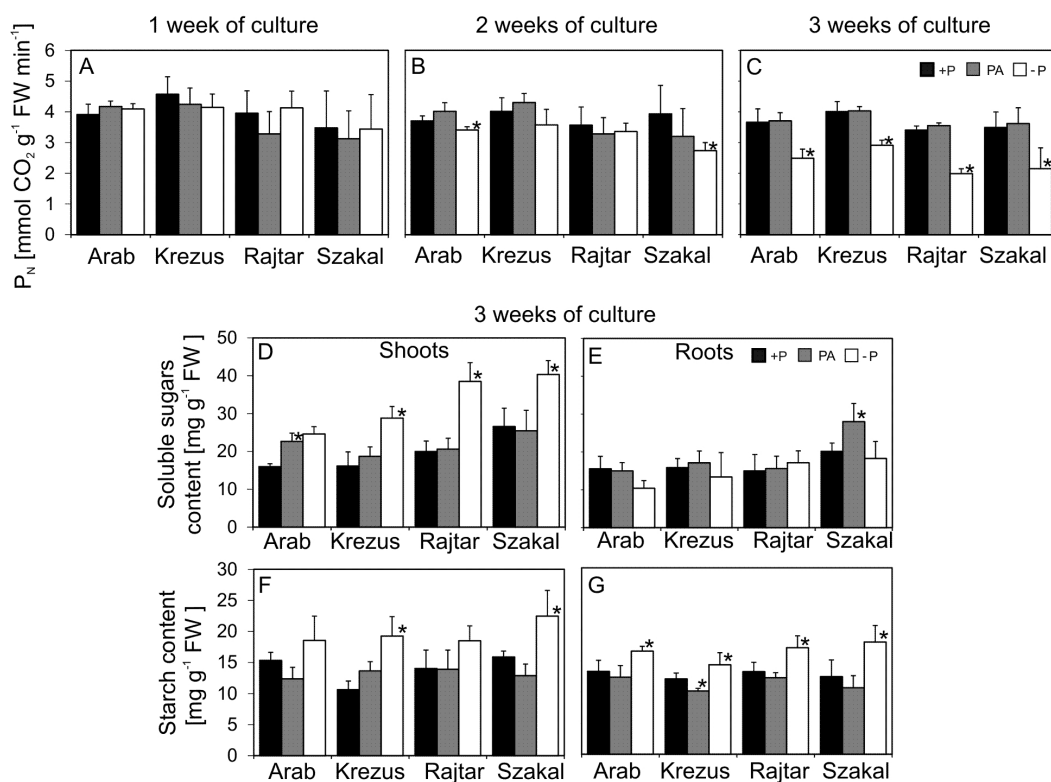 1 week of culture 2 weeks of culture 3 weeks of culture
P_N [mmol CO₂ g⁻¹ FW min⁻¹]
6
5
4
3
2
1
0
A
B
C
+P PA -P
* * * * * *
Arab Krezus Rajtar Szakal
Arab Krezus Rajtar Szakal
Arab Krezus Rajtar Szakal
3 weeks of culture
Soluble sugars
content [mg g⁻¹ FW ]
50
40
30
20
10
0
D Shoots
* * * *
E Roots
+P PA -P
*
Arab Krezus Rajtar Szakal
Arab Krezus Rajtar Szakal
Starch content
[mg g⁻¹ FW ]
30
25
20
15
10
5
0
F
* *
G
* * * * *
Arab Krezus Rajtar Szakal
Arab Krezus Rajtar Szakal